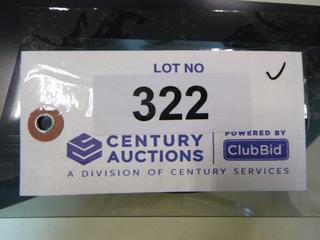 LOT NO
322
CENTURY AUCTIONS
POWERED BY
ClubBid
A DIVISION OF CENTURY SERVICES